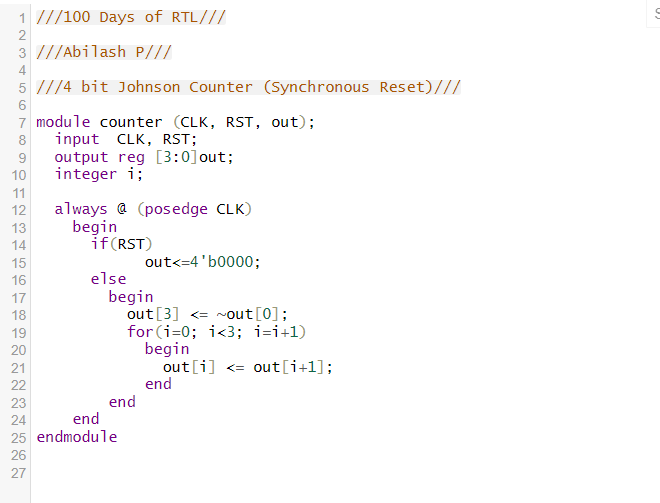 1 ///100 Days of RTL///
2
3 ///Abilash P///
4
5 ///4 bit Johnson Counter (Synchronous Reset)///
6
7 module counter (CLK, RST, out);
8   input  CLK, RST;
9   output reg [3:0]out;
10   integer i;
11
12   always @ (posedge CLK)
13     begin
14       if(RST)
15             out<=4'b0000;
16       else
17         begin
18           out[3] <= ~out[0];
19           for(i=0; i<3; i=i+1)
20             begin
21               out[i] <= out[i+1];
22             end
23         end
24     end
25 endmodule
26
27